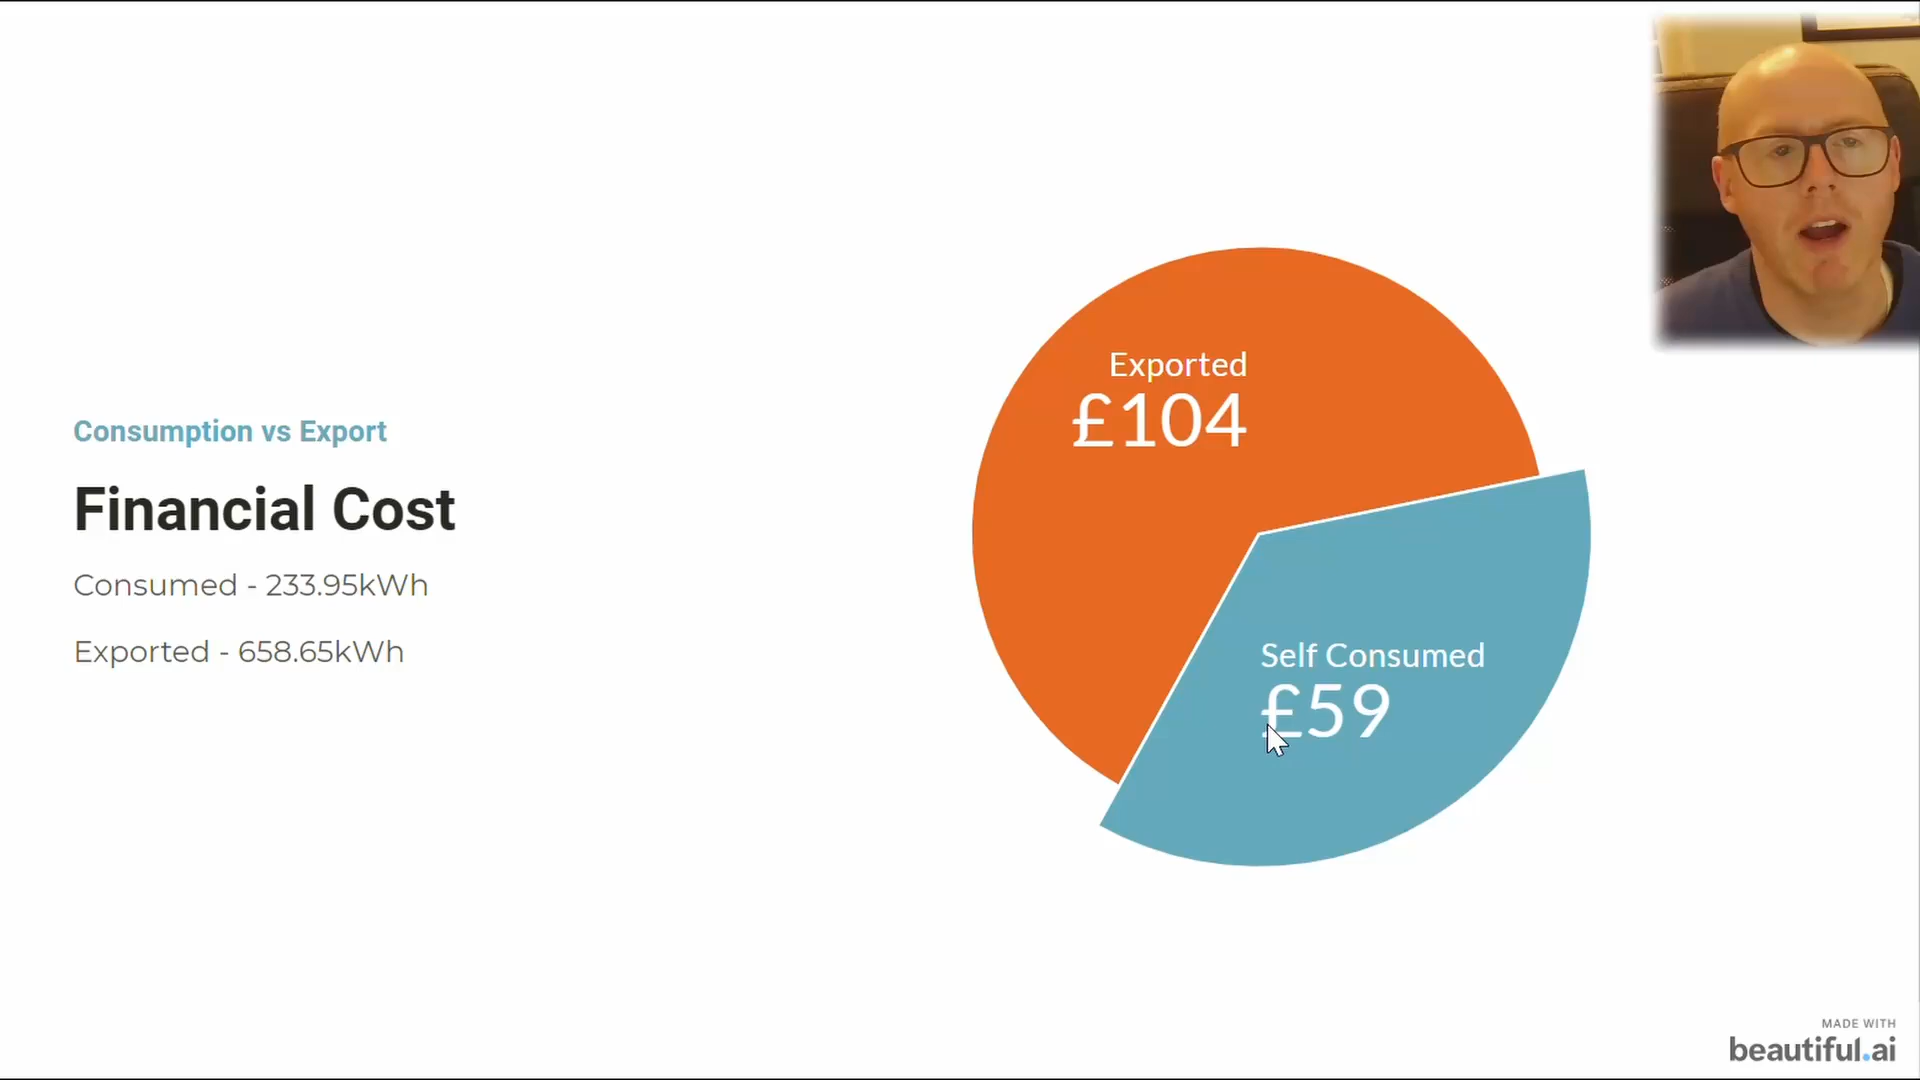 Consumption vs Export
Financial Cost
Consumed - 233.95kWh
Exported - 658.65kWh
Exported
£104
Self Consumed
£59
MADE WITH
beautiful.ai